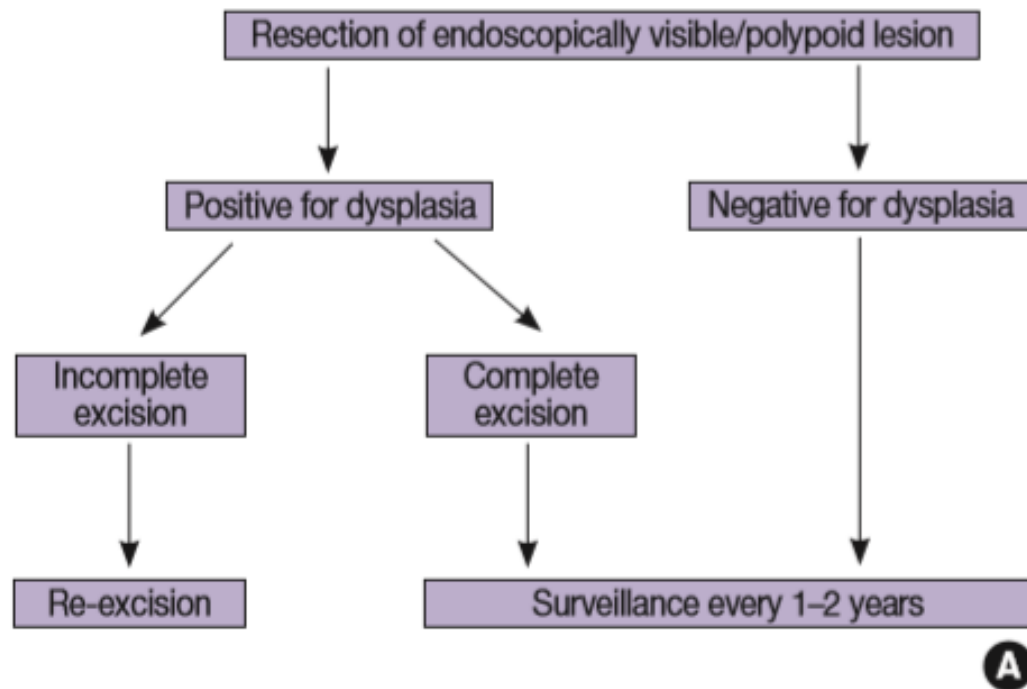 Resection of endoscopically visible/polypoid lesion
Positive for dysplasia
Negative for dysplasia
Incomplete
excision
Complete
excision
Re-excision
Surveillance every 1–2 years
A